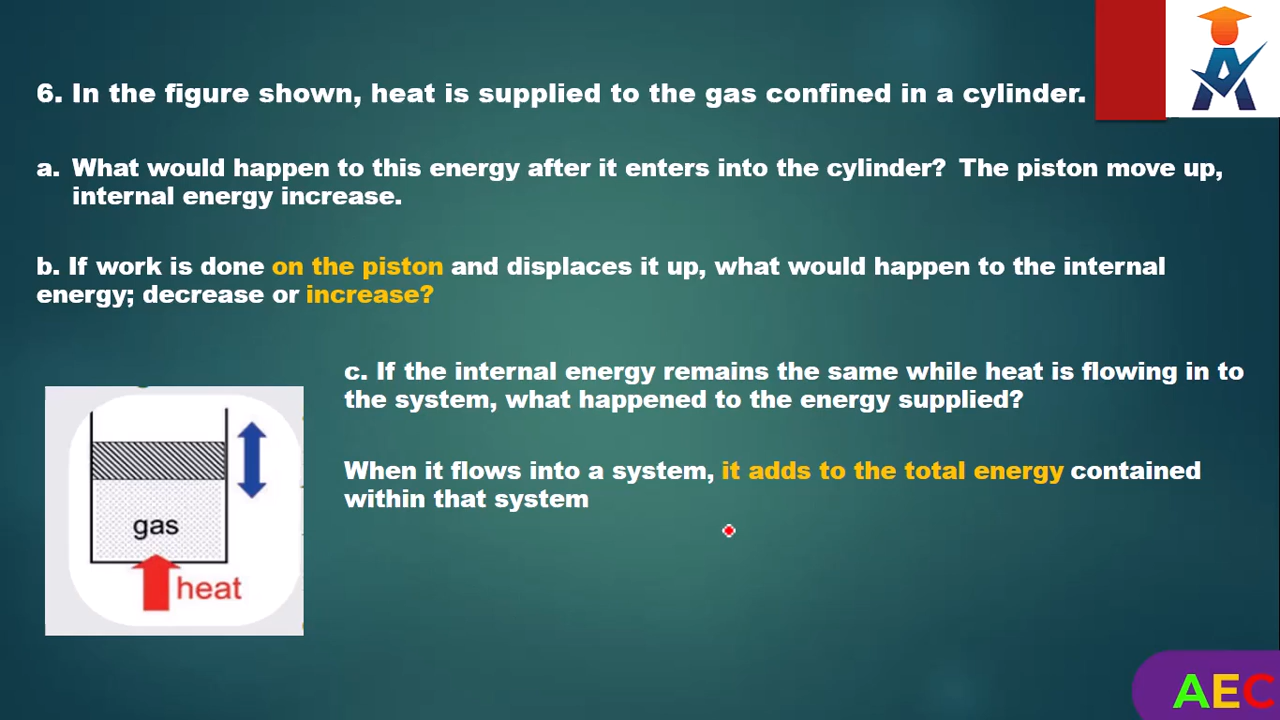 6. In the figure shown, heat is supplied to the gas confined in a cylinder.
a. What would happen to this energy after it enters into the cylinder? The piston move up,
internal energy increase.
b. If work is done on the piston and displaces it up, what would happen to the internal
energy; decrease or increase?
c. If the internal energy remains the same while heat is flowing in to
the system, what happened to the energy supplied?
When it flows into a system, it adds to the total energy contained
within that system
gas
heat
AEC